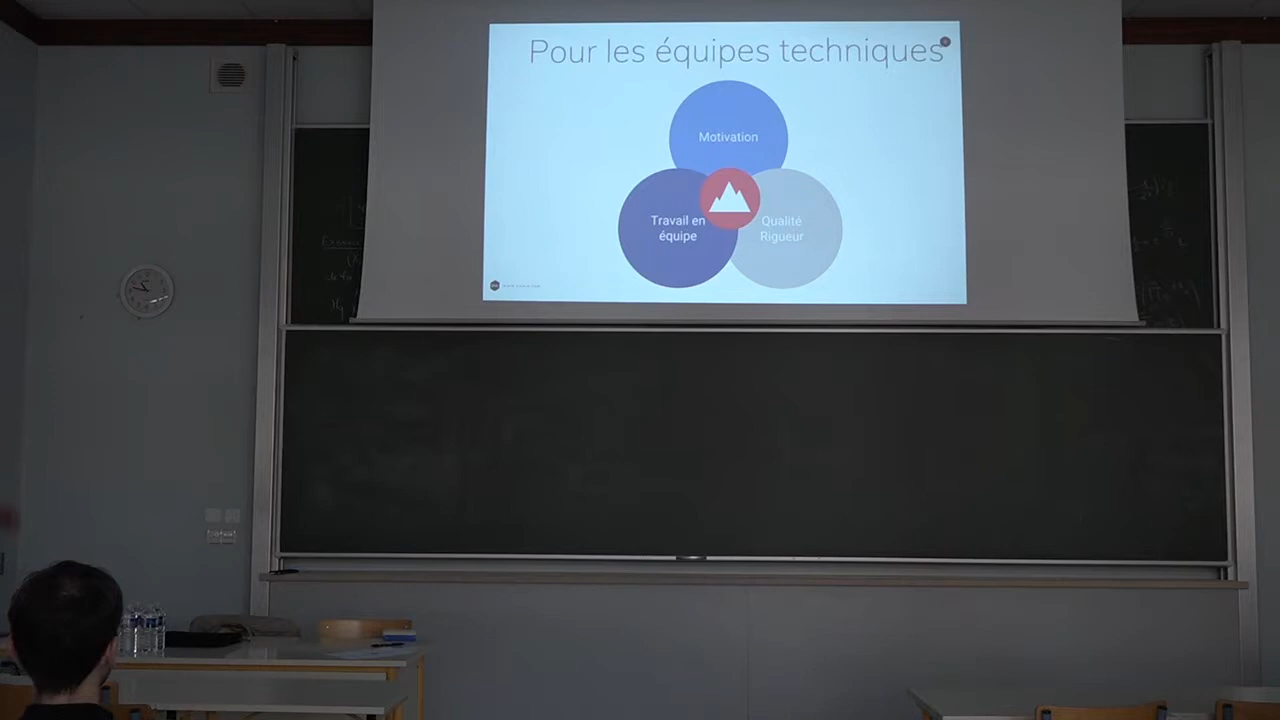 Pour les équipes techniques
Motivation
Travail en
équipe
Qualité
Rigueur